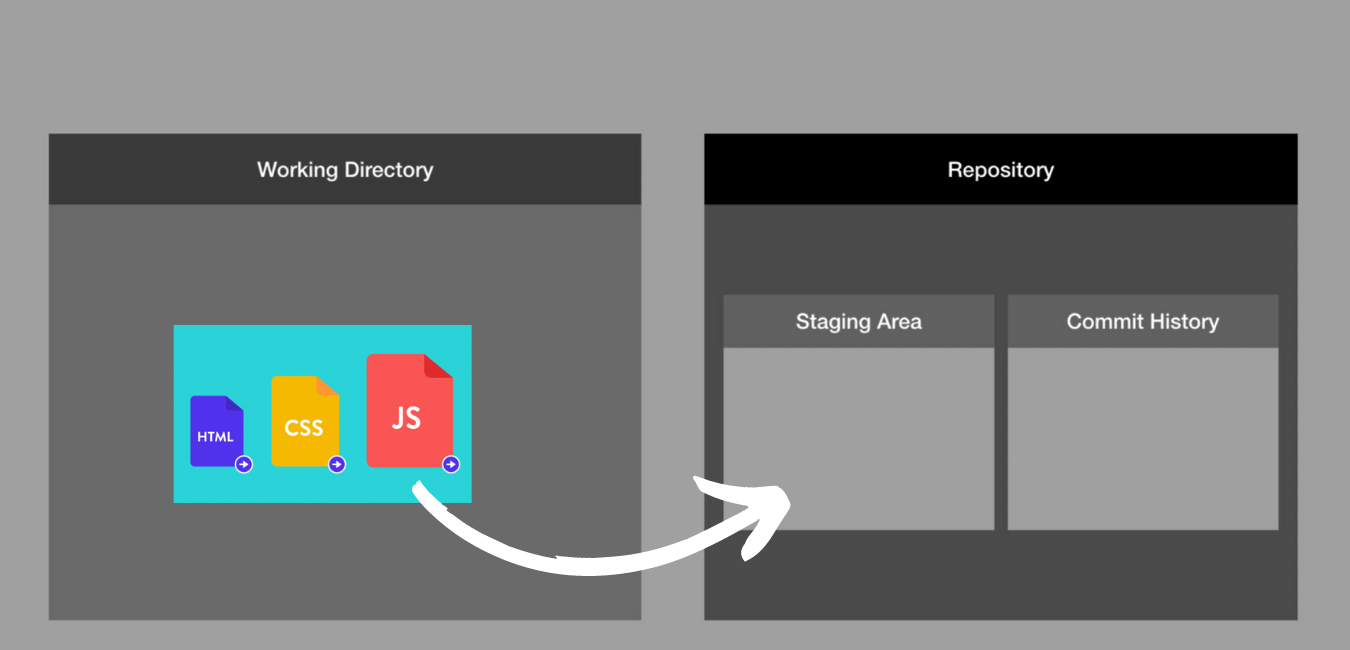 Working Directory
Repository
Staging Area
Commit History
HTML
CSS
JS